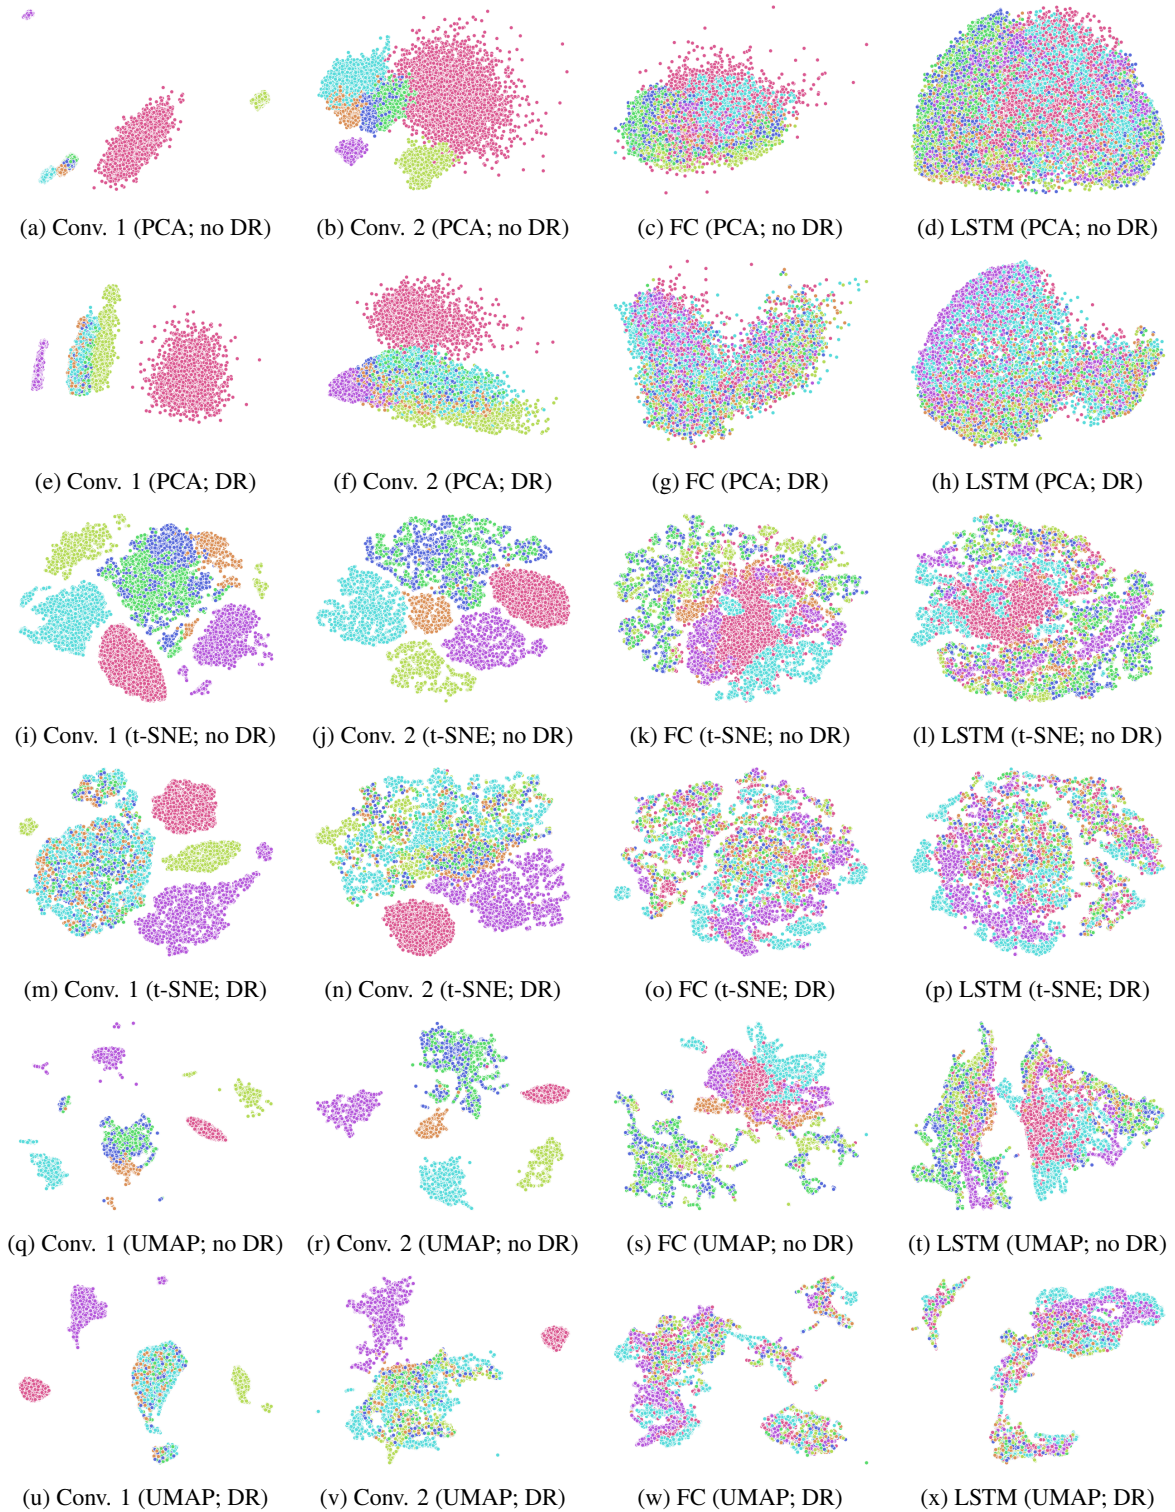 (a) Conv. 1 (PCA; no DR) (b) Conv. 2 (PCA; no DR) (c) FC (PCA; no DR) (d) LSTM (PCA; no DR)
(e) Conv. 1 (PCA; DR) (f) Conv. 2 (PCA; DR) (g) FC (PCA; DR) (h) LSTM (PCA; DR)
(i) Conv. 1 (t-SNE; no DR) (j) Conv. 2 (t-SNE; no DR) (k) FC (t-SNE; no DR) (l) LSTM (t-SNE; no DR)
(m) Conv. 1 (t-SNE; DR) (n) Conv. 2 (t-SNE; DR) (o) FC (t-SNE; DR) (p) LSTM (t-SNE; DR)
(q) Conv. 1 (UMAP; no DR) (r) Conv. 2 (UMAP; no DR) (s) FC (UMAP; no DR) (t) LSTM (UMAP; no DR)
(u) Conv. 1 (UMAP; DR) (v) Conv. 2 (UMAP; DR) (w) FC (UMAP; DR) (x) LSTM (UMAP; DR)